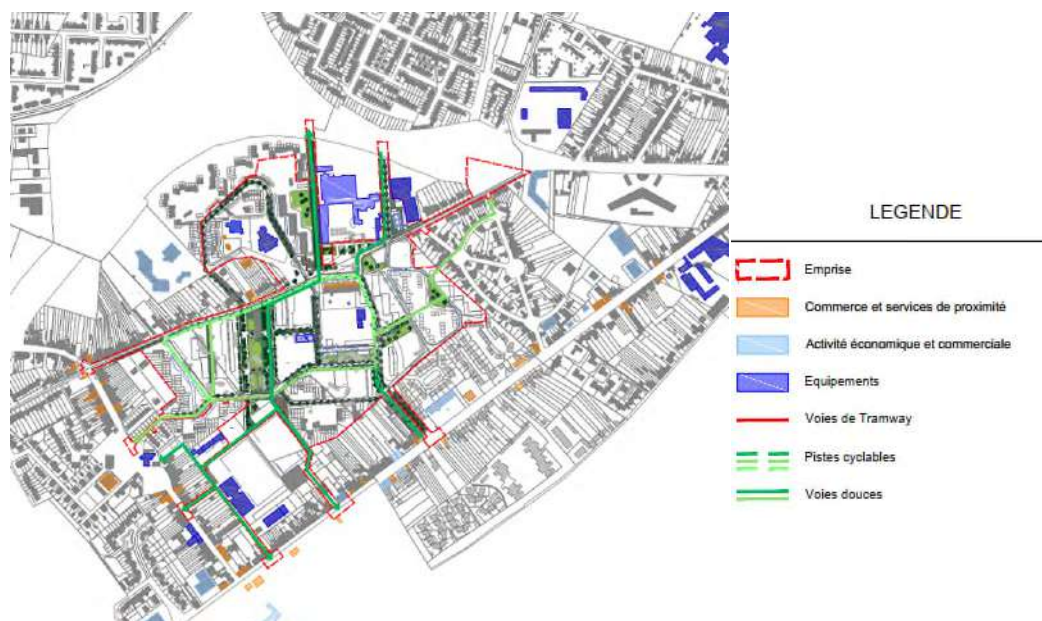 LEGENDE
Emprise
Commerce et services de proximité
Activité économique et commerciale
Equipements
Voies de Tramway
Pistes cyclables
Voies douces